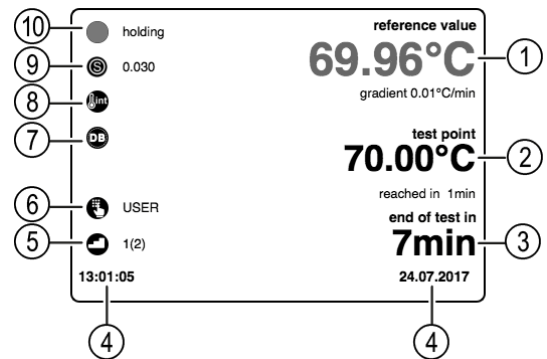 10 holding
reference value
1
69.96°C
9 S 0.030
gradient 0.01°C/min
8 int
7 DB
test point
70.00°C 2
reached in 1min
6 USER
end of test in
5 1(2)
7min 3
13:01:05
24.07.2017
4
4